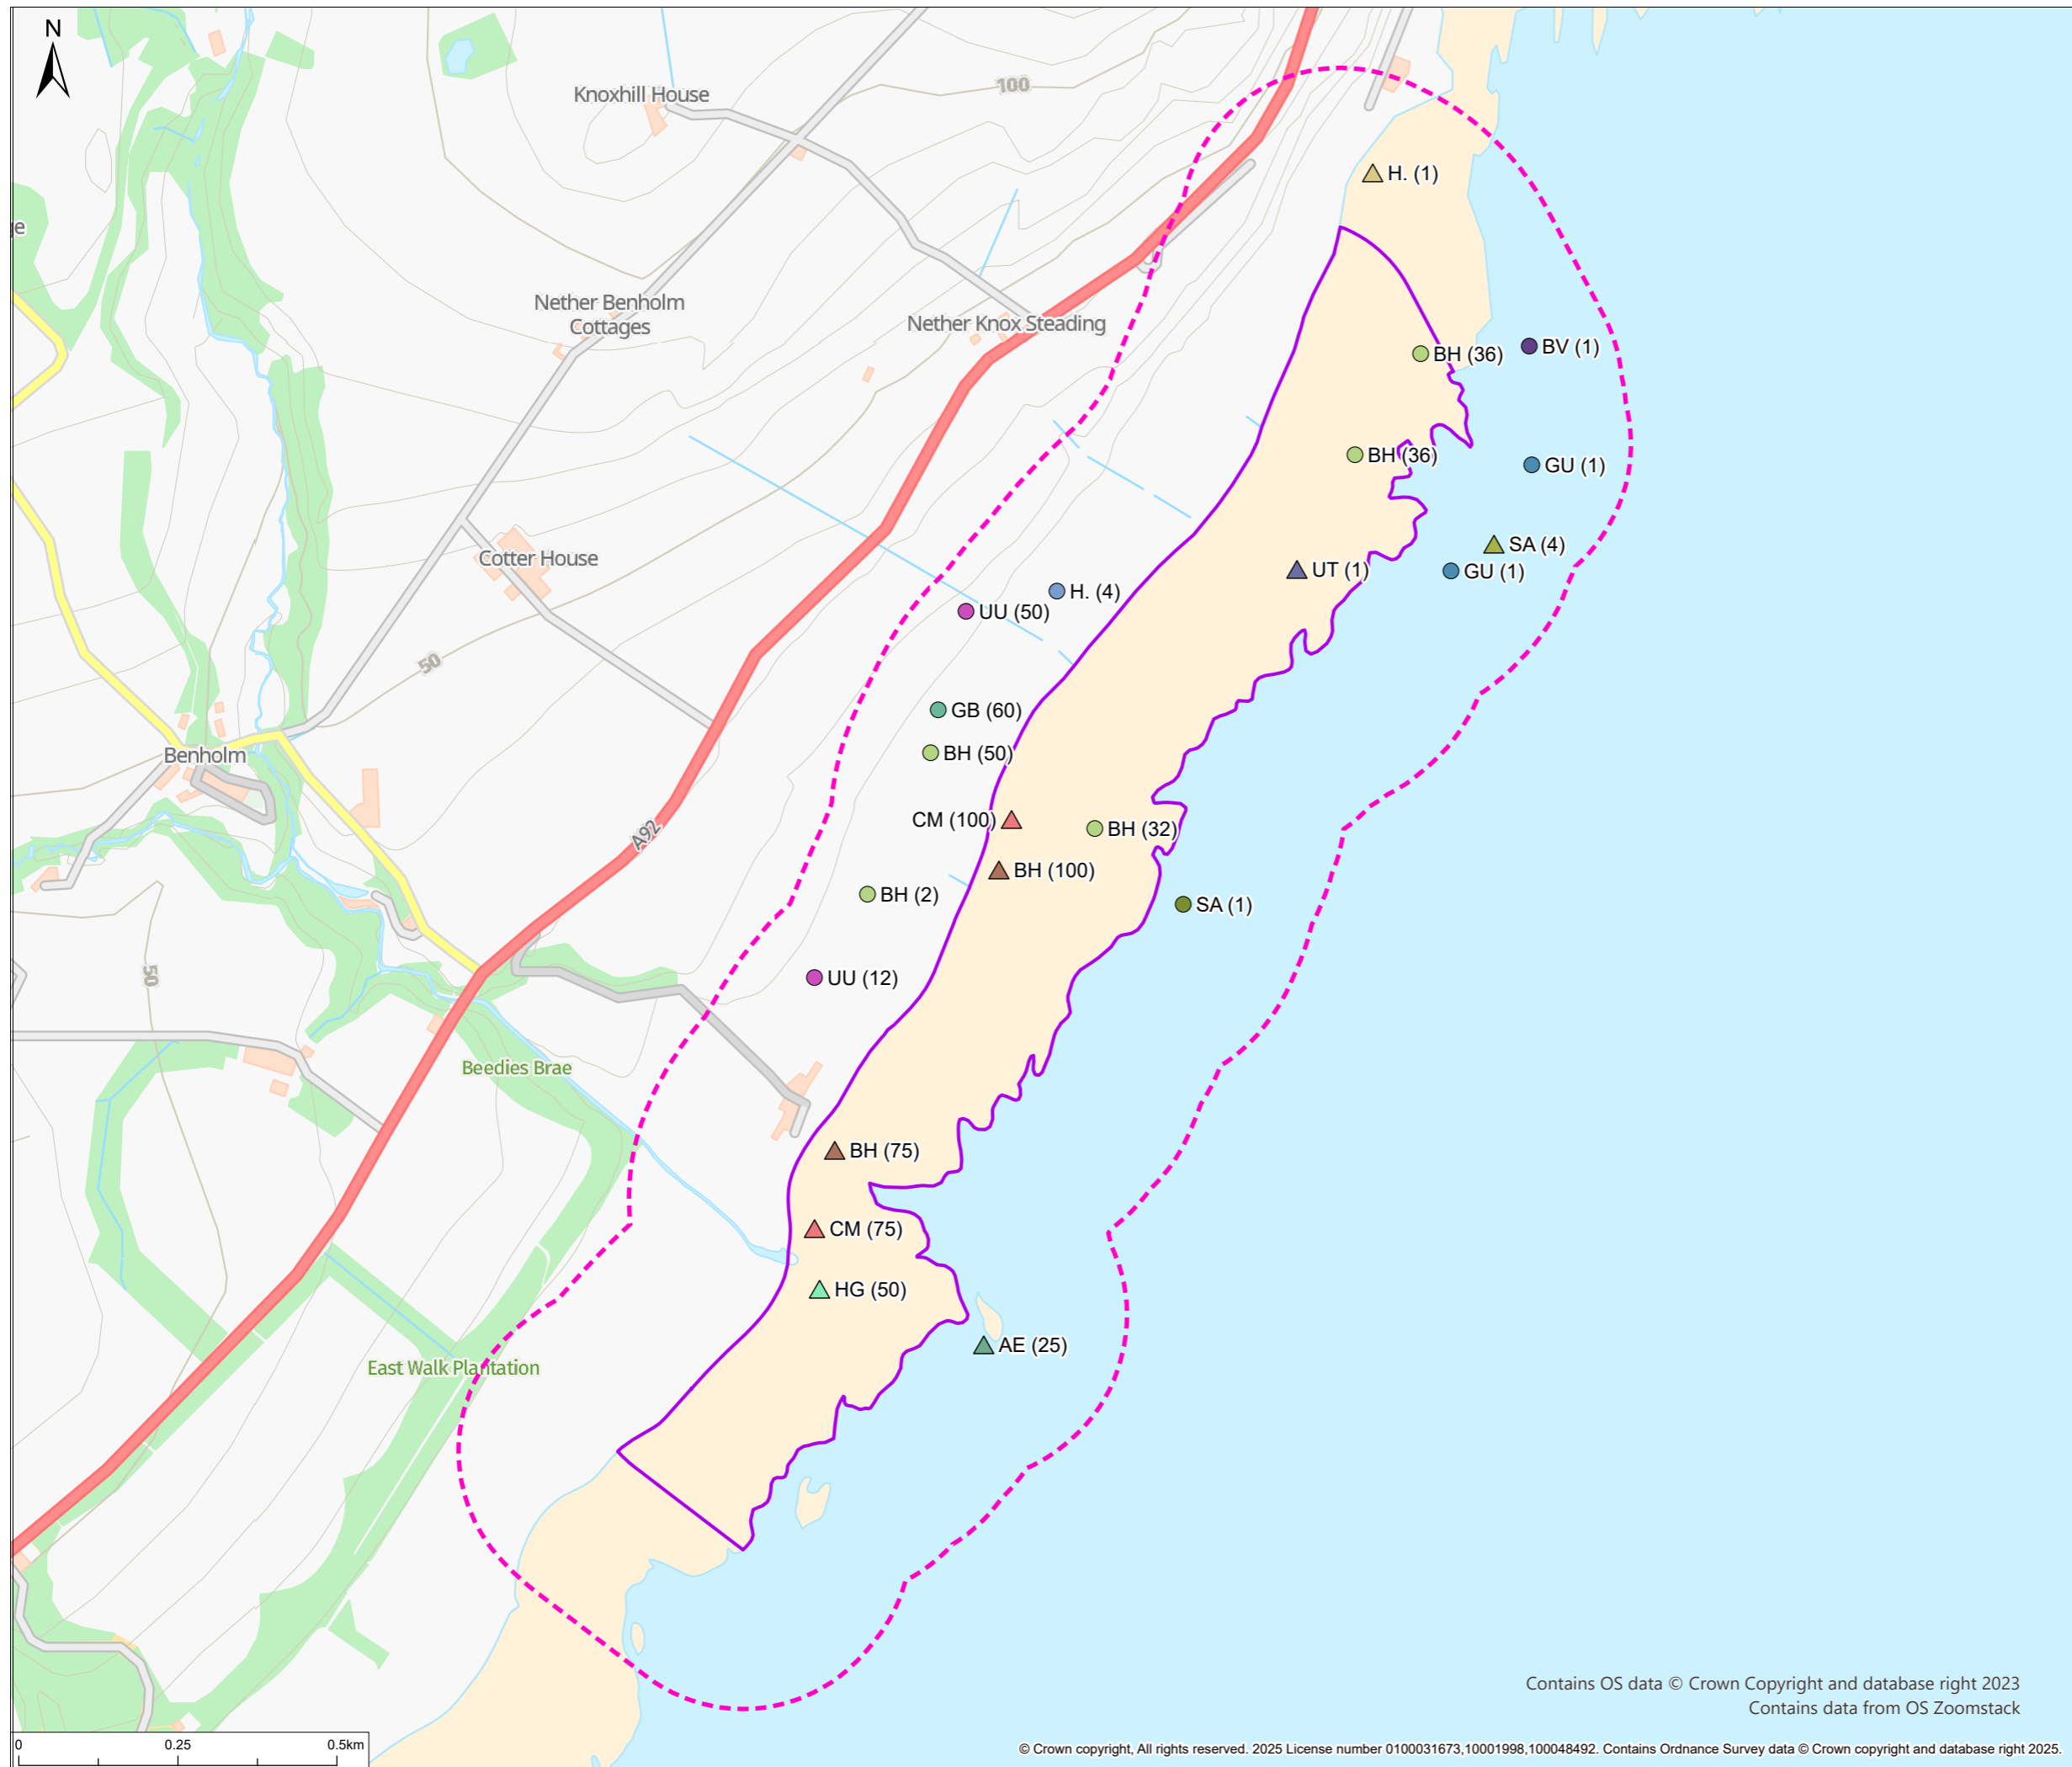 N
100
Knoxhill House
H. (1)
Nether Benholm
Cottages
Nether Knox Steading
BH (36)
BV (1)
BH (36)
GU (1)
SA (4)
Cotter House
UT (1)
GU (1)
H. (4)
UU (50)
50
GB (60)
BH (50)
Benholm
CM (100)
BH (32)
A92
BH (100)
BH (2)
SA (1)
50
UU (12)
Beedies Brae
BH (75)
CM (75)
HG (50)
AE (25)
East Walk Plantation
Contains OS data © Crown Copyright and database right 2023
Contains data from OS Zoomstack
0 0.25 0.5km
© Crown copyright, All rights reserved. 2025 License number 0100031673,10001998,100048492. Contains Ordnance Survey data © Crown copyright and database right 2025.